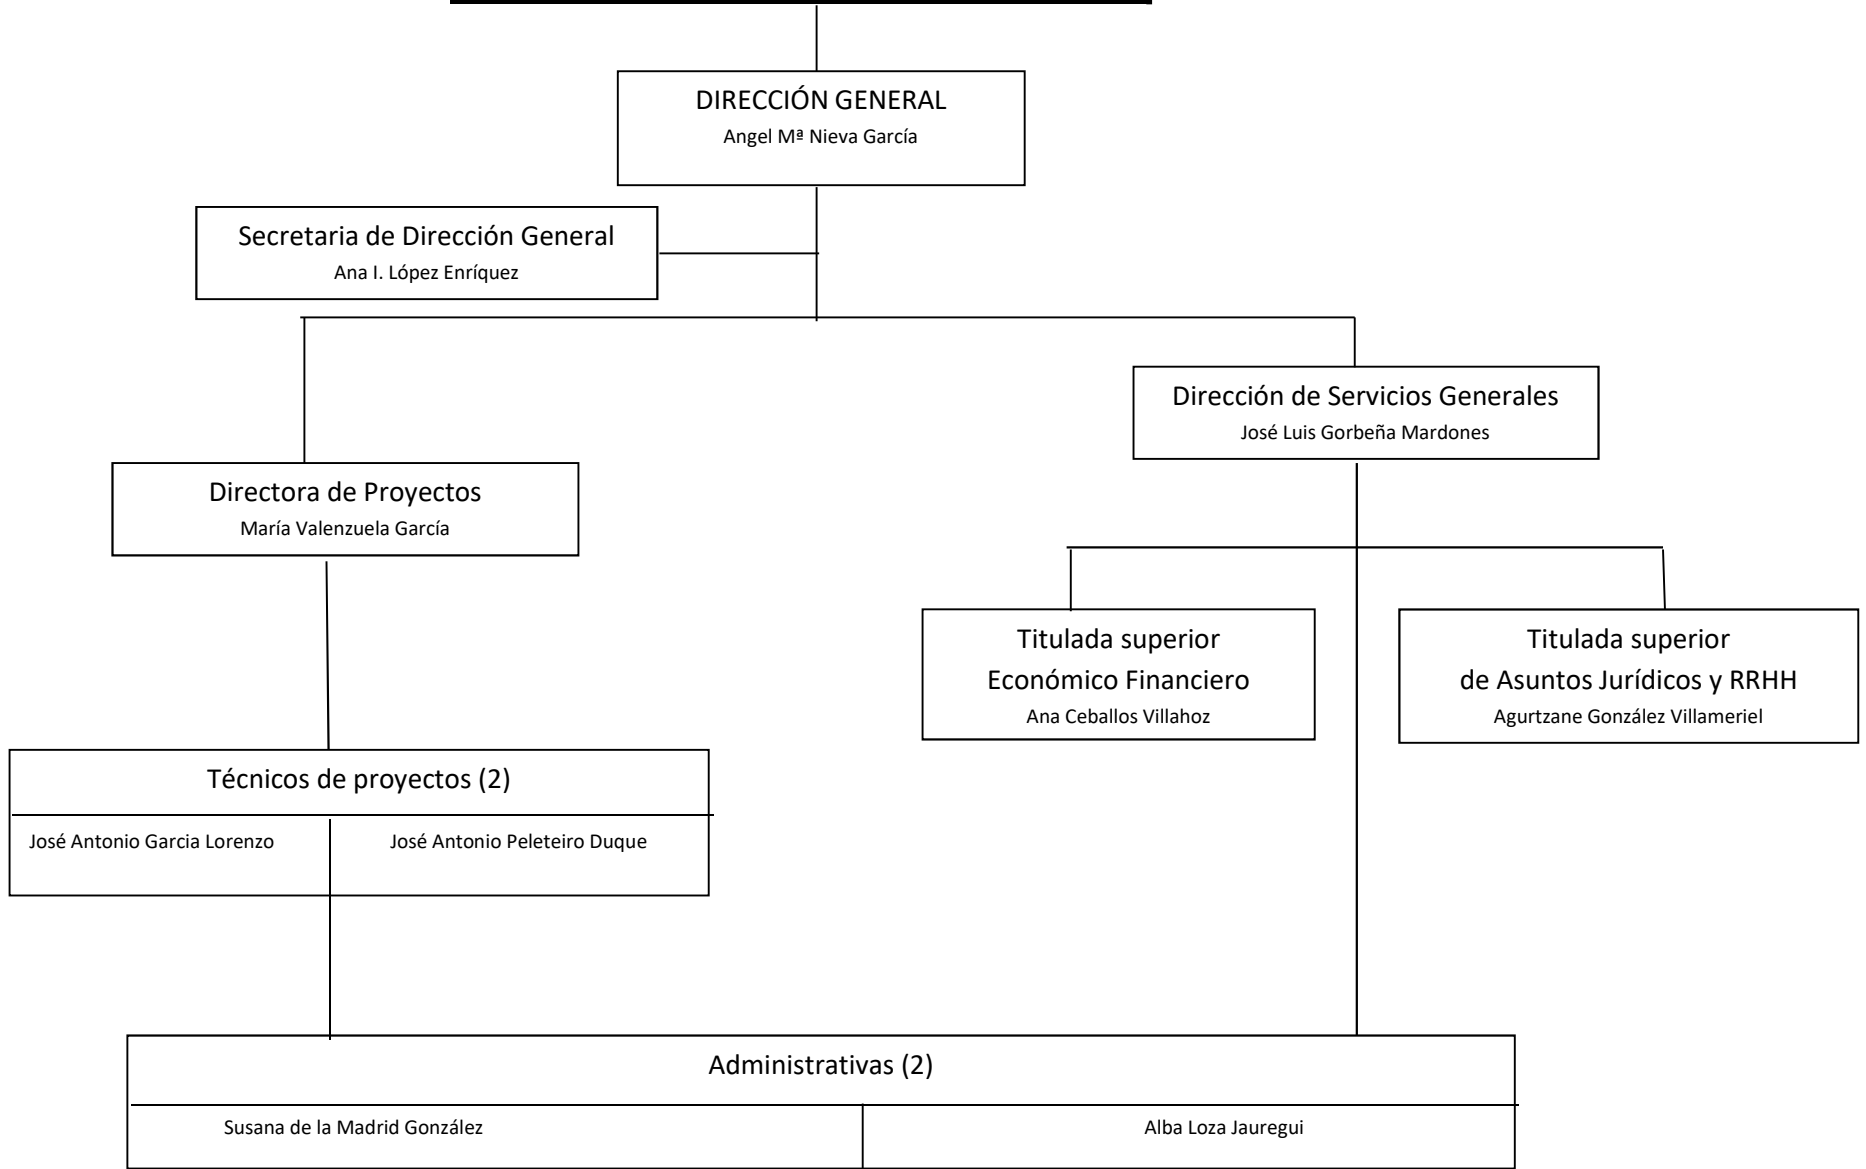 DIRECCIÓN GENERAL
Angel Mª Nieva García
Secretaria de Dirección General
Ana I. López Enríquez
Dirección de Servicios Generales
José Luis Gorbeña Mardones
Directora de Proyectos
María Valenzuela García
Titulada superior
Económico Financiero
Ana Ceballos Villahoz
Titulada superior
de Asuntos Jurídicos y RRHH
Agurtzane González Villameriel
Técnicos de proyectos (2)
José Antonio Garcia Lorenzo
José Antonio Peleteiro Duque
Administrativas (2)
Susana de la Madrid González
Alba Loza Jauregui